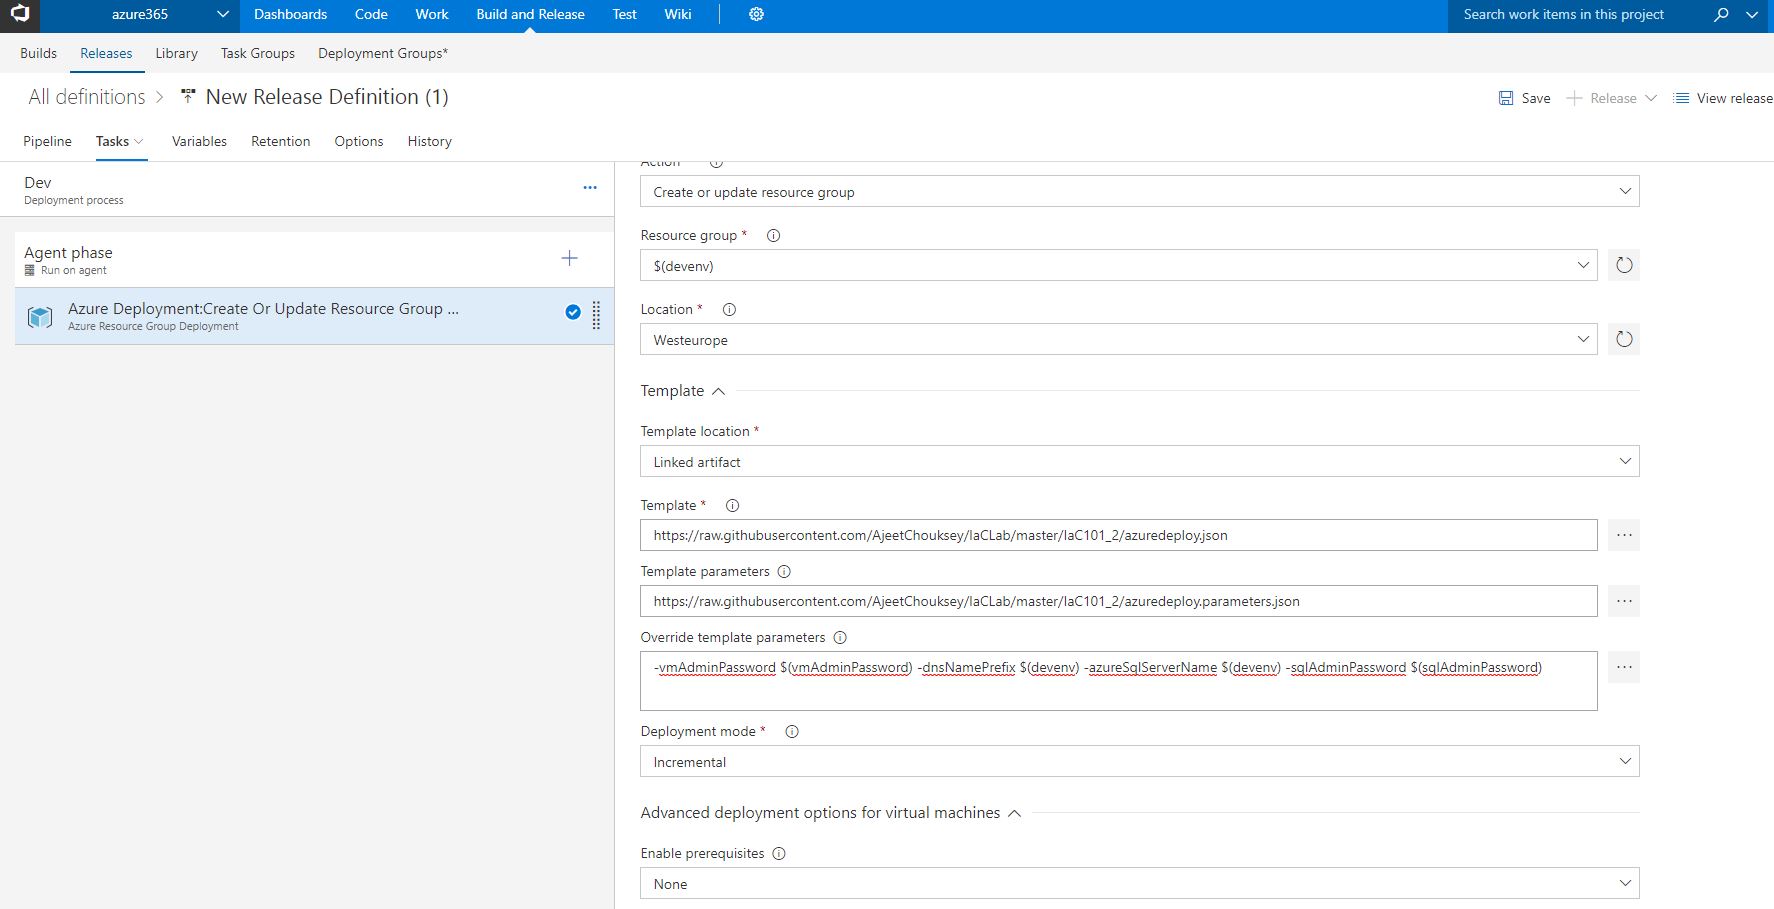 azure365 Dashboards Code Work Build and Release Test Wiki Search work items in this project
Builds Releases Library Task Groups Deployment Groups*
All definitions > New Release Definition (1) Save Release View release
Pipeline Tasks Variables Retention Options History
Dev
Deployment process
Agent phase
Run on agent
Azure Deployment:Create Or Update Resource Group ...
Azure Resource Group Deployment
Action
Create or update resource group
Resource group *
$(devenv)
Location *
Westeurope
Template
Template location *
Linked artifact
Template *
https://raw.githubusercontent.com/AjeetChouksey/IaCLab/master/IaC101_2/azuredeploy.json
Template parameters
https://raw.githubusercontent.com/AjeetChouksey/IaCLab/master/IaC101_2/azuredeploy.parameters.json
Override template parameters
-vmAdminPassword $(vmAdminPassword) -dnsNamePrefix $(devenv) -azureSqlServerName $(devenv) -sqlAdminPassword $(sqlAdminPassword)
Deployment mode *
Incremental
Advanced deployment options for virtual machines
Enable prerequisites
None